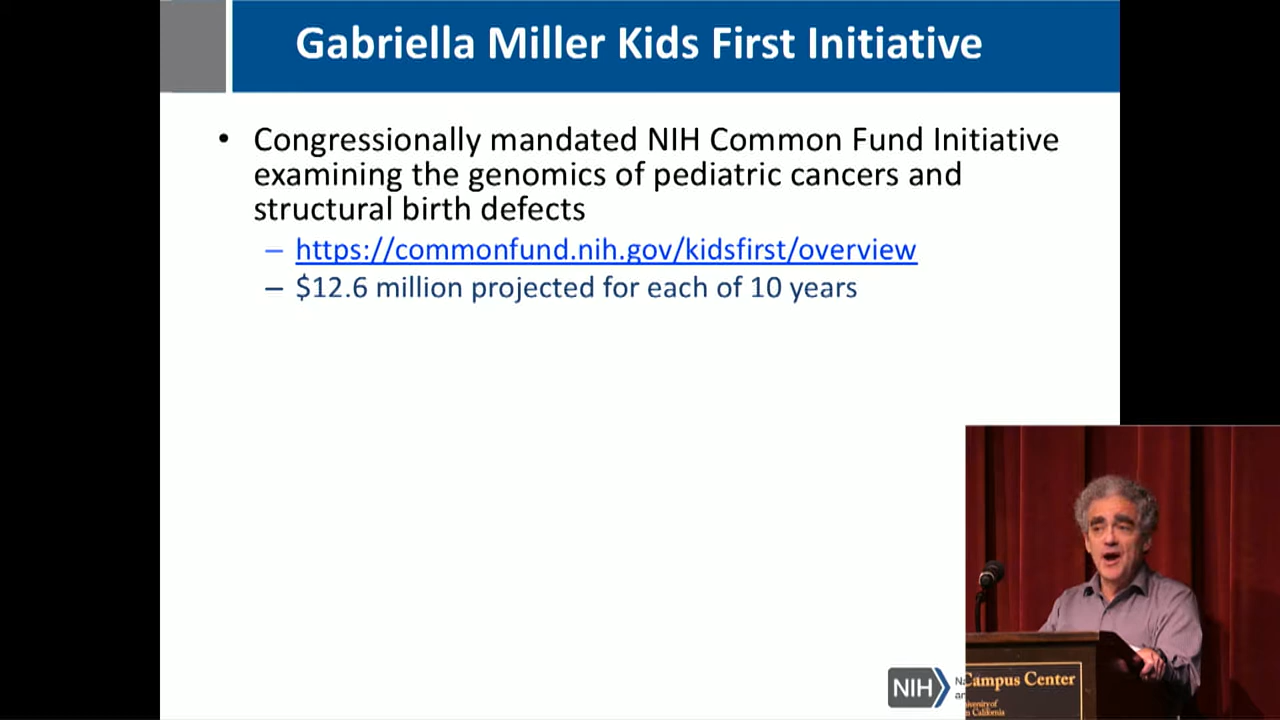 Gabriella Miller Kids First Initiative
• Congressionally mandated NIH Common Fund Initiative
examining the genomics of pediatric cancers and
structural birth defects
– https://commonfund.nih.gov/kidsfirst/overview
– $12.6 million projected for each of 10 years
NIH
Campus Center
California